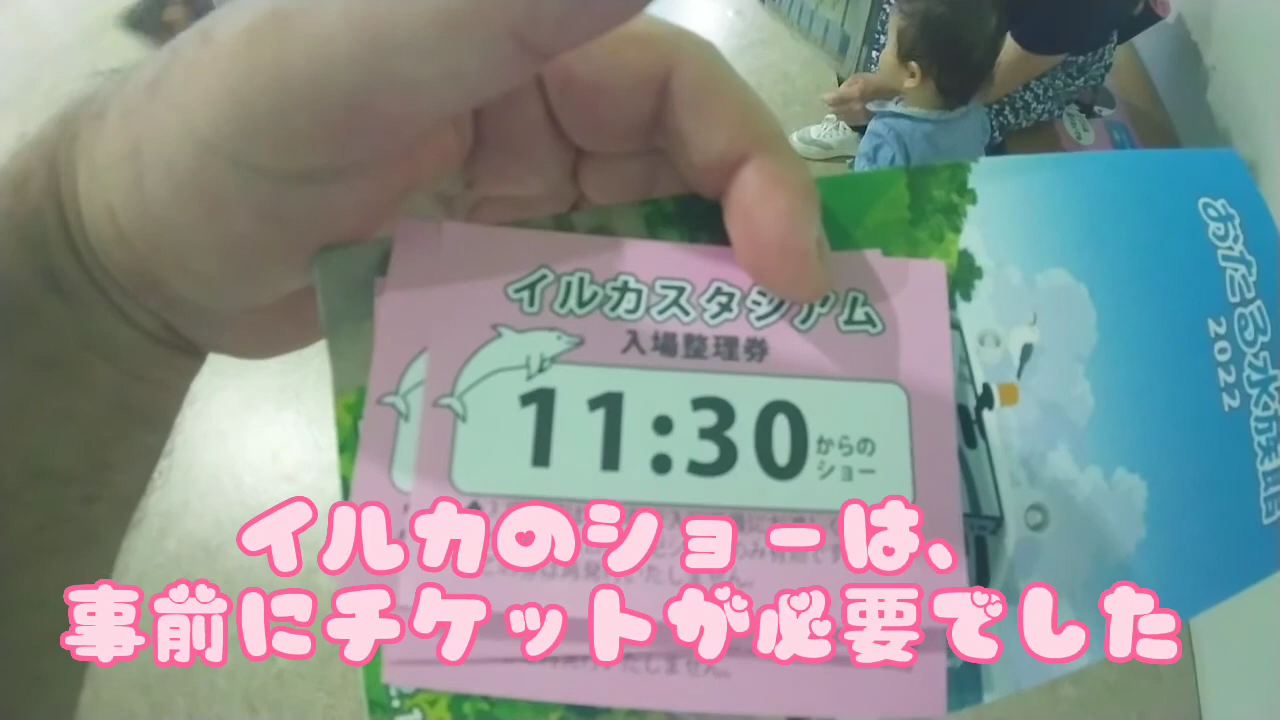 イルカスタジアム
入場整理券
11:30
からの
ショー
おたる水族館
2022
イルカのショーは、
事前にチケットが必要でした